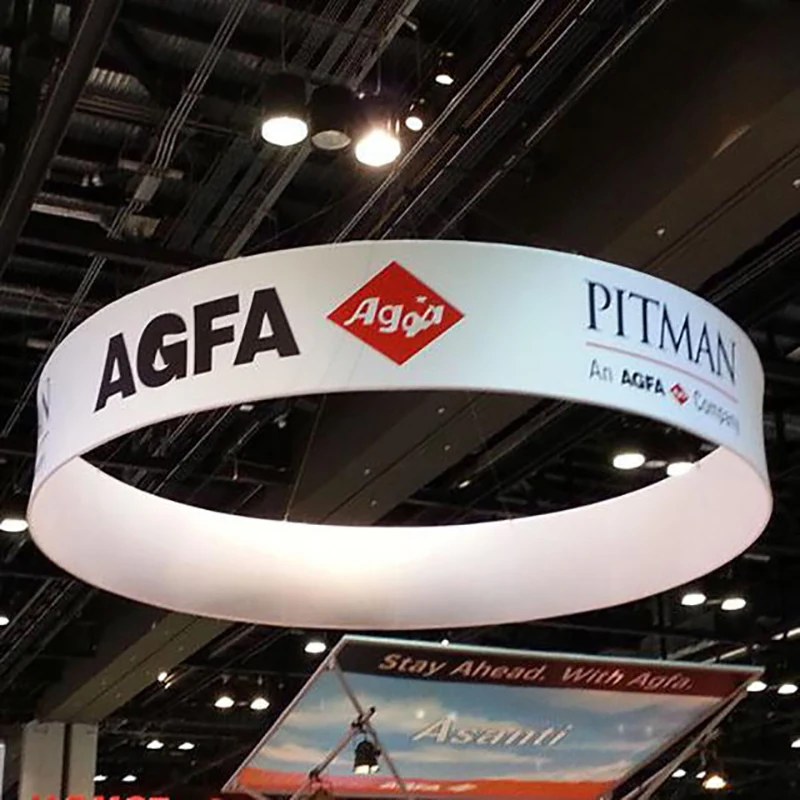 AGFA
Agfa
PITMAN
An AGFA Company
Stay Ahead. With Agfa.
Asanti
AGFA